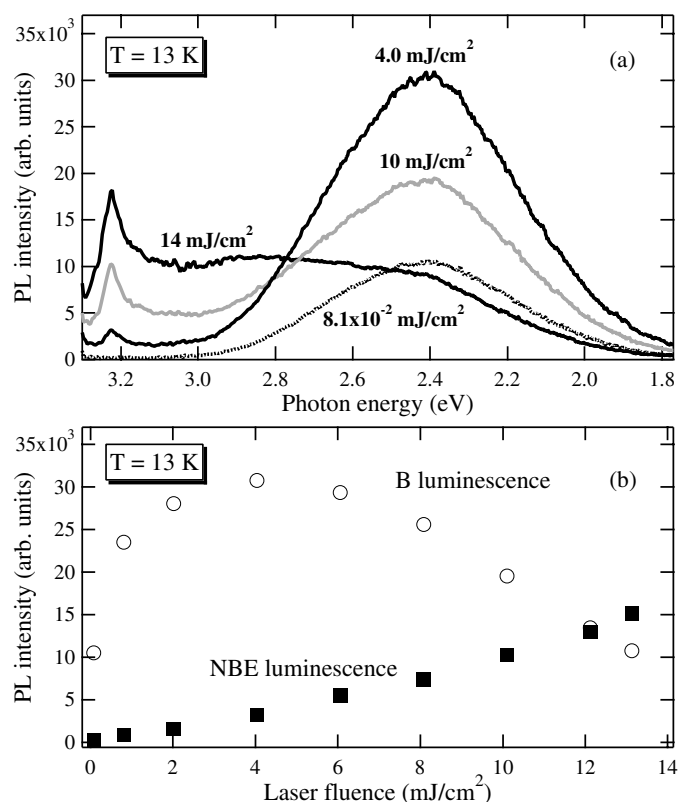 35x10³
T = 13 K
4.0 mJ/cm²
(a)
30
25
PL intensity (arb. units)
20
10 mJ/cm²
15
14 mJ/cm²
10
5
8.1x10⁻² mJ/cm²
0
3.2 3.0 2.8 2.6 2.4 2.2 2.0 1.8
Photon energy (eV)
35x10³
T = 13 K
B luminescence
(b)
30
25
PL intensity (arb. units)
20
15
NBE luminescence
10
5
0
0 2 4 6 8 10 12 14
Laser fluence (mJ/cm²)